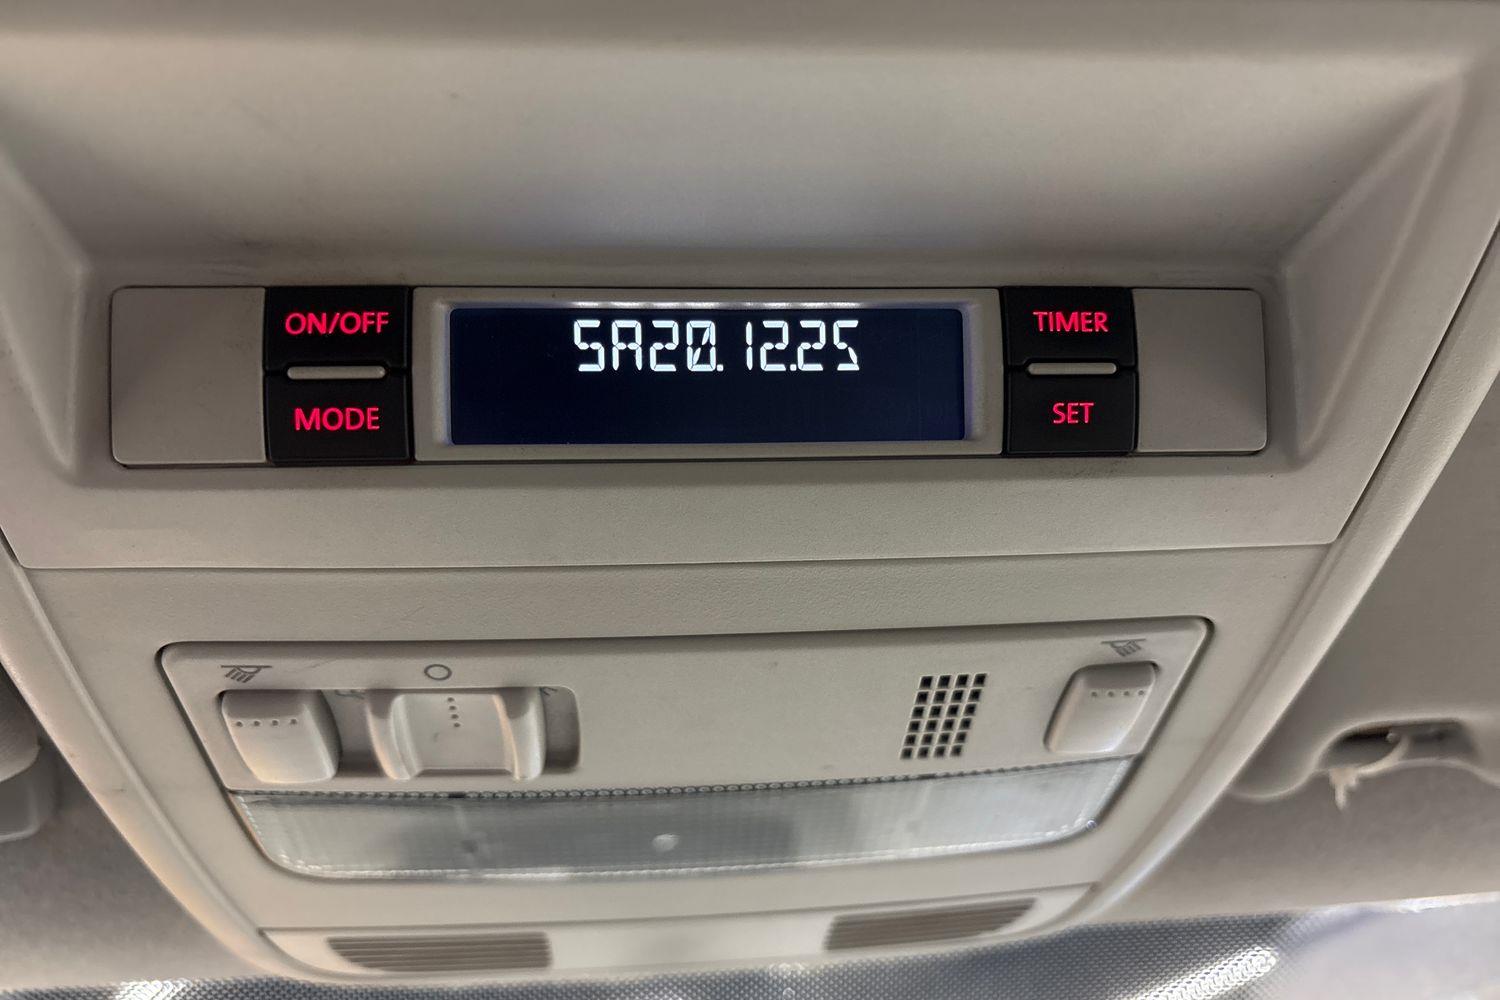 ON/OFF
MODE
SA20.12.25
TIMER
SET